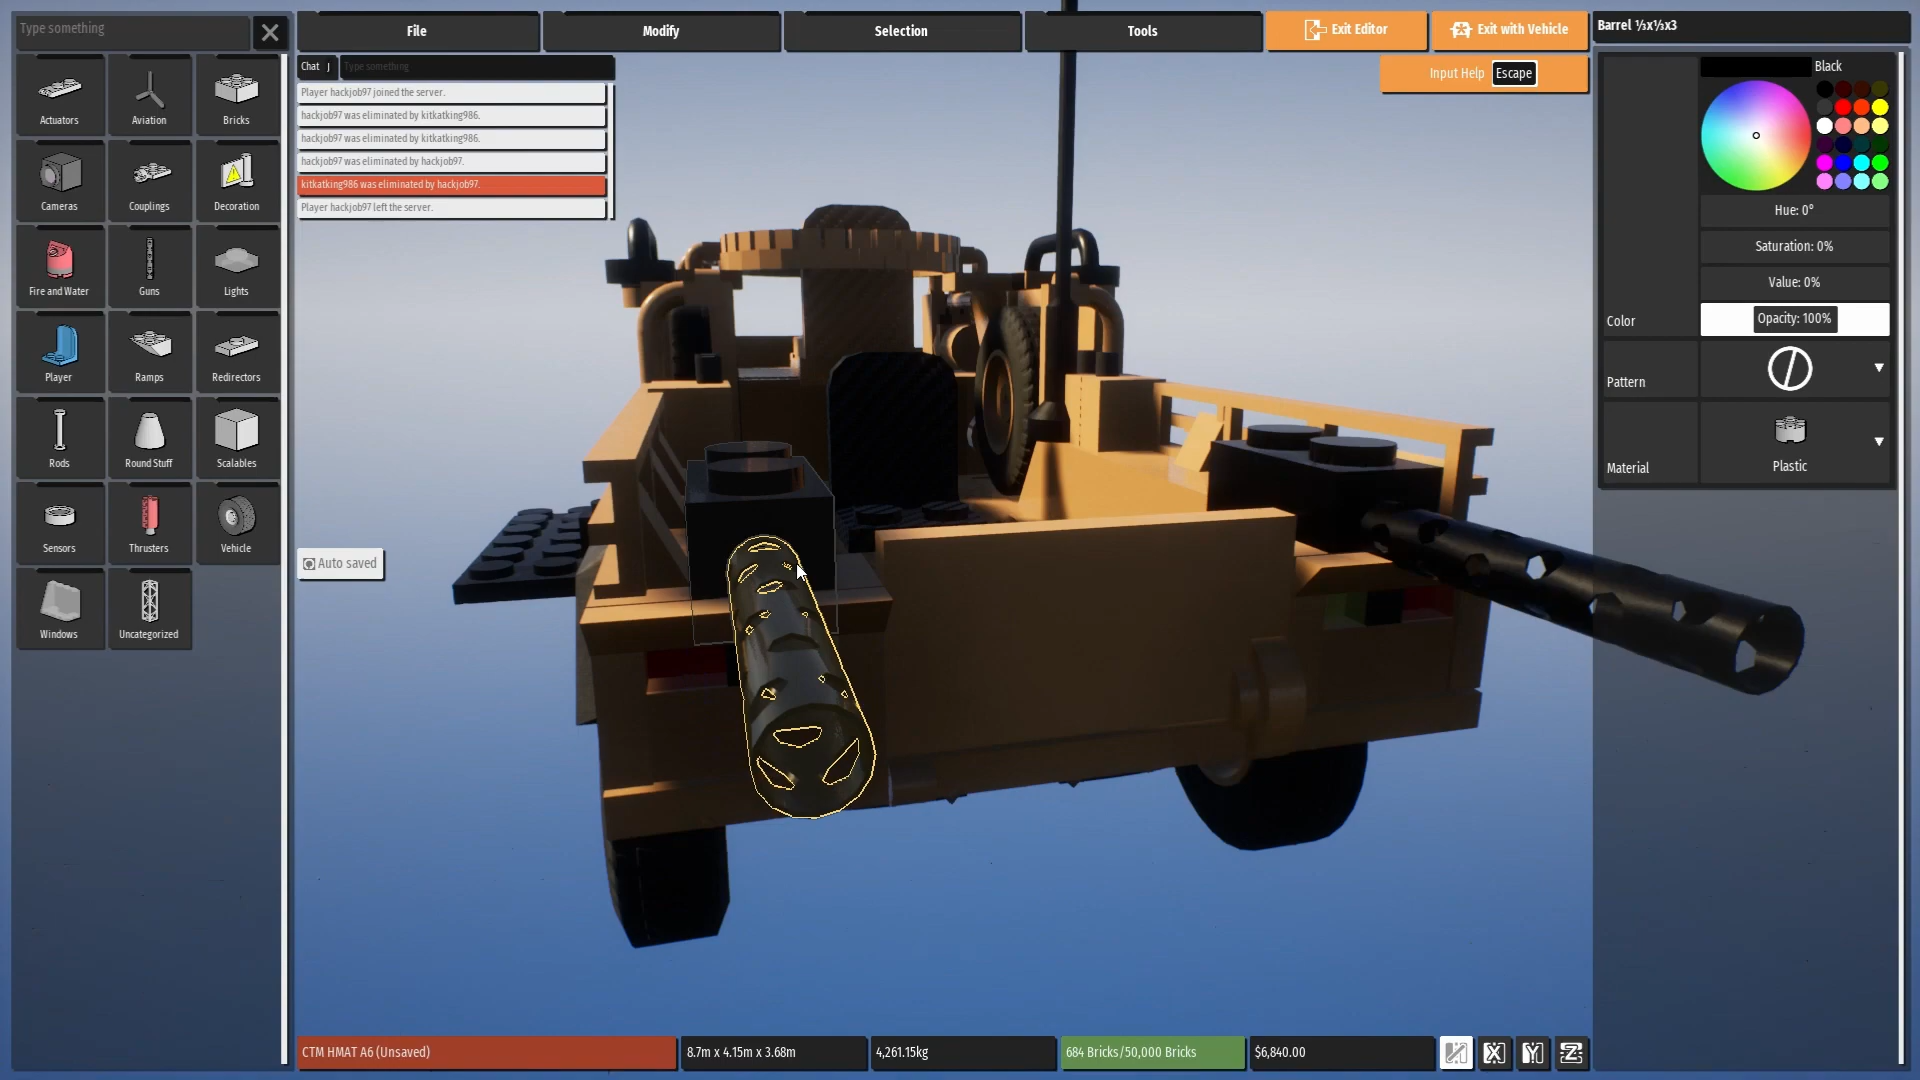 Type something
File
Modify
Selection
Tools
Exit Editor
Exit with Vehicle
Barrel ⅓x⅓x3
Input Help Escape
Chat J Type something
Player hackjob97 joined the server.
hackjob97 was eliminated by kitkatking986.
hackjob97 was eliminated by kitkatking986.
hackjob97 was eliminated by hackjob97.
kitkatking986 was eliminated by hackjob97.
Player hackjob97 left the server.
Actuators
Aviation
Bricks
Cameras
Couplings
Decoration
Fire and Water
Guns
Lights
Player
Ramps
Redirectors
Rods
Round Stuff
Scalables
Sensors
Thrusters
Vehicle
Windows
Uncategorized
Auto saved
Black
Hue: 0°
Saturation: 0%
Value: 0%
Color
Opacity: 100%
Pattern
Material
Plastic
CTM HMAT A6 (Unsaved)
8.7m x 4.15m x 3.68m
4,261.15kg
684 Bricks/50,000 Bricks
$6,840.00
X
Y
Z